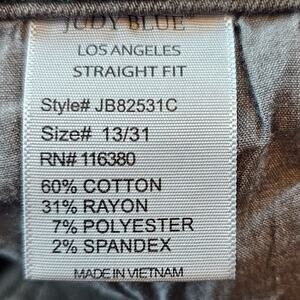 JUDY BLUE
LOS ANGELES
STRAIGHT FIT
Style# JB82531C
Size# 13/31
RN# 116380
60% COTTON
31% RAYON
7% POLYESTER
2% SPANDEX
MADE IN VIETNAM